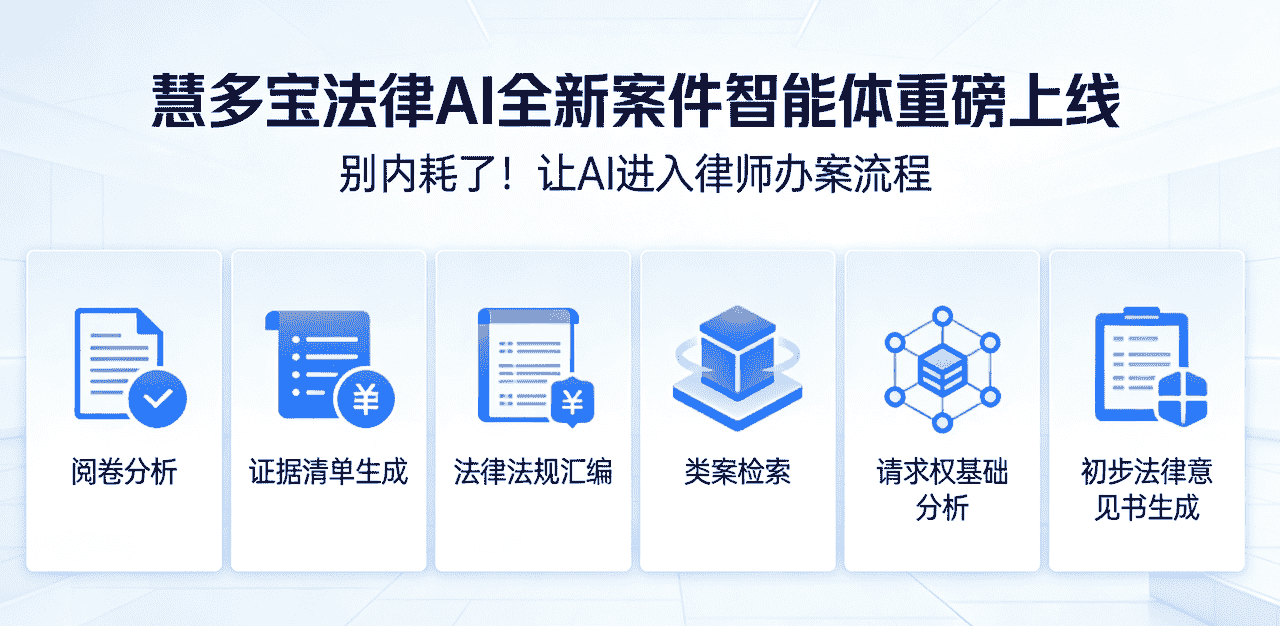 慧多宝法律AI全新案件智能体重磅上线
别内耗了！让AI进入律师办案流程
阅卷分析
证据清单生成
法律法规汇编
类案检索
请求权基础
分析
初步法律意
见书生成